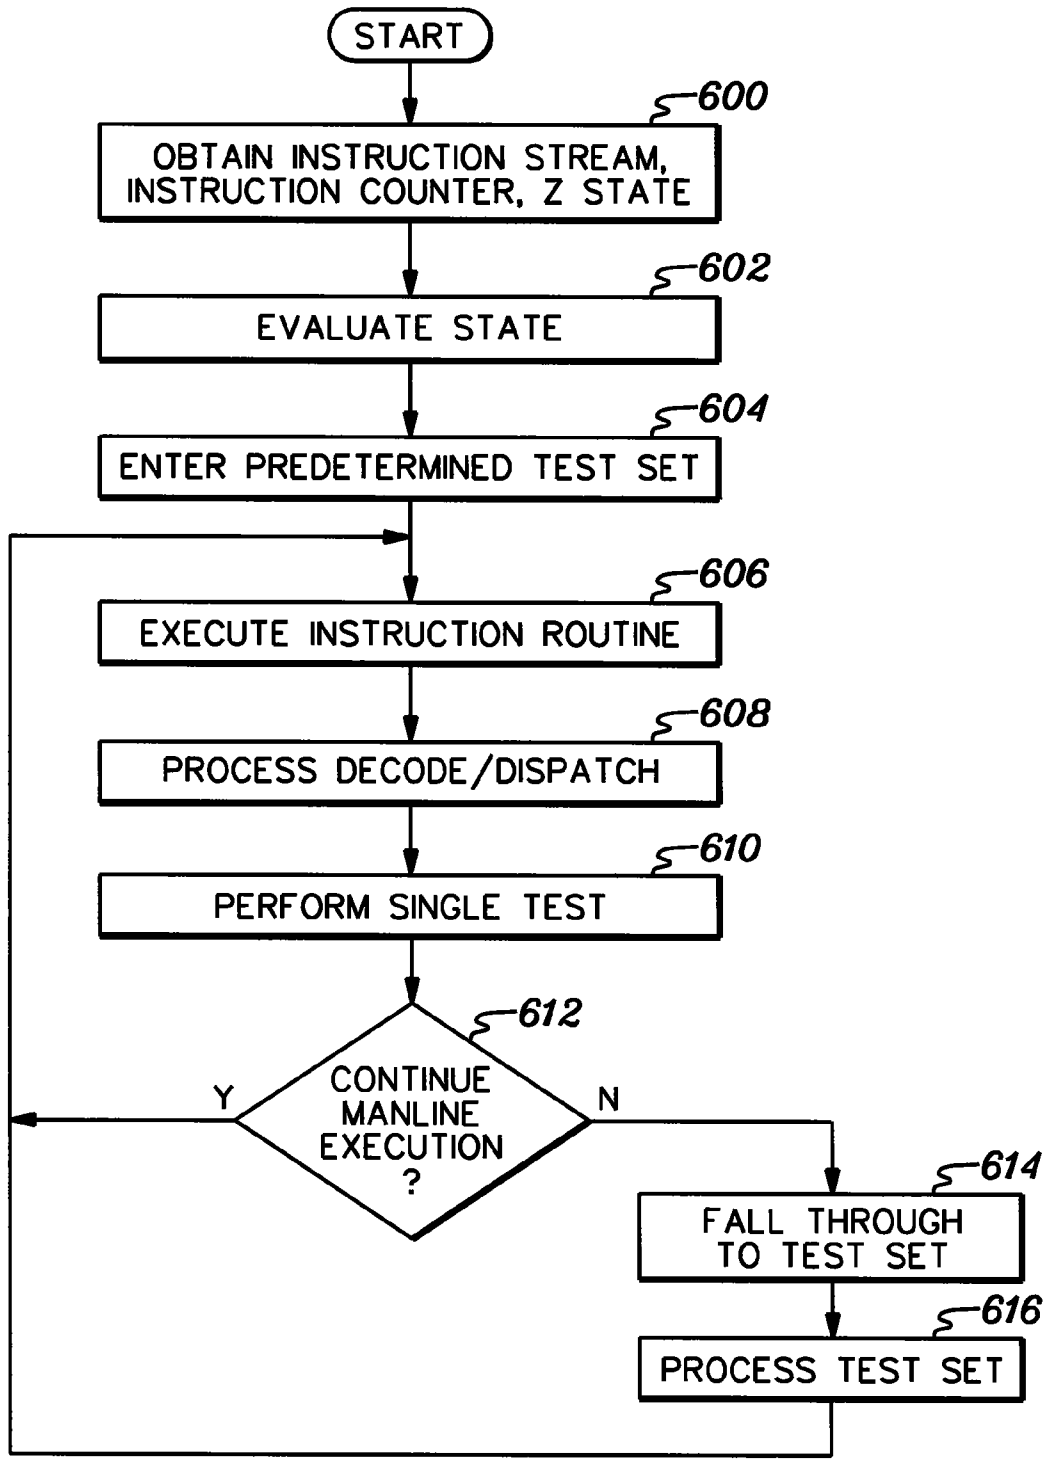 START
600
OBTAIN INSTRUCTION STREAM,
INSTRUCTION COUNTER, Z STATE
602
EVALUATE STATE
604
ENTER PREDETERMINED TEST SET
606
EXECUTE INSTRUCTION ROUTINE
608
PROCESS DECODE/DISPATCH
610
PERFORM SINGLE TEST
612
CONTINUE
MANLINE
EXECUTION
?
Y
N
614
FALL THROUGH
TO TEST SET
616
PROCESS TEST SET